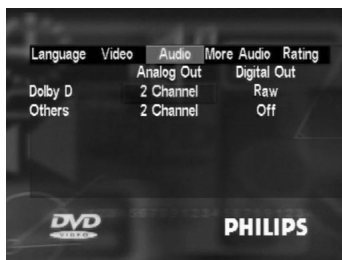 Language Video Audio More Audio Rating
Analog Out Digital Out
Dolby D 2 Channel Raw
Others 2 Channel Off
DVD PHILIPS
VIDEO